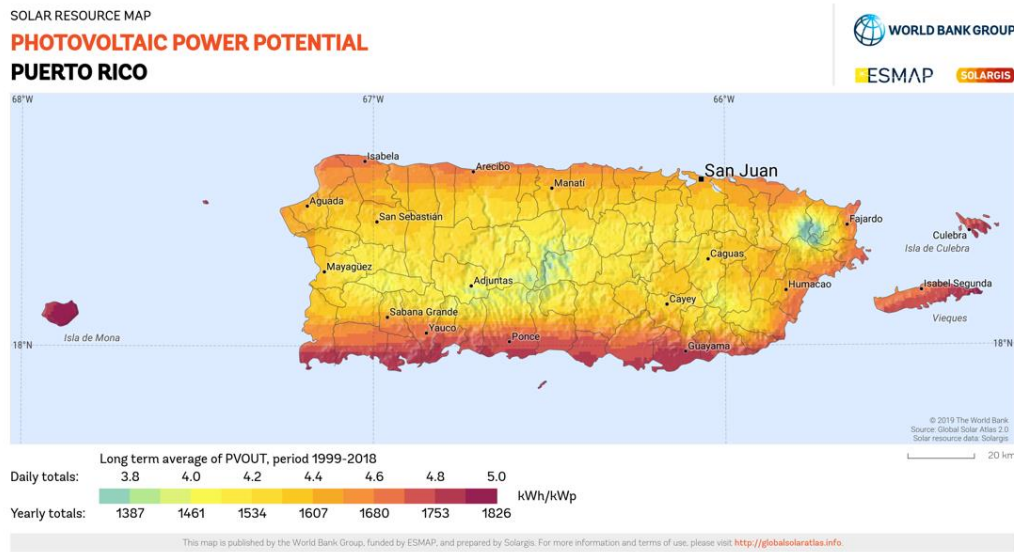 SOLAR RESOURCE MAP
PHOTOVOLTAIC POWER POTENTIAL
PUERTO RICO
WORLD BANK GROUP
ESMAP
SOLARGIS
68°W
67°W
66°W
Isabela
Arecibo
San Juan
Manatí
Aguada
San Sebastián
Fajardo
Culebra
Isla de Culebra
Caguas
Mayagüez
Adjuntas
Humacao
Isabel Segunda
Cayey
Vieques
Sabana Grande
Yauco
Ponce
Guayama
Isla de Mona
18°N
18°N
© 2019 The World Bank
Source: Global Solar Atlas 2.0
Solar resource data: Solargis
20 km
Long term average of PVOUT, period 1999-2018
Daily totals: 3.8 4.0 4.2 4.4 4.6 4.8 5.0
kWh/kWp
Yearly totals: 1387 1461 1534 1607 1680 1753 1826
This map is published by the World Bank Group, funded by ESMAP, and prepared by Solargis. For more information and terms of use, please visit http://globalsolaratlas.info.